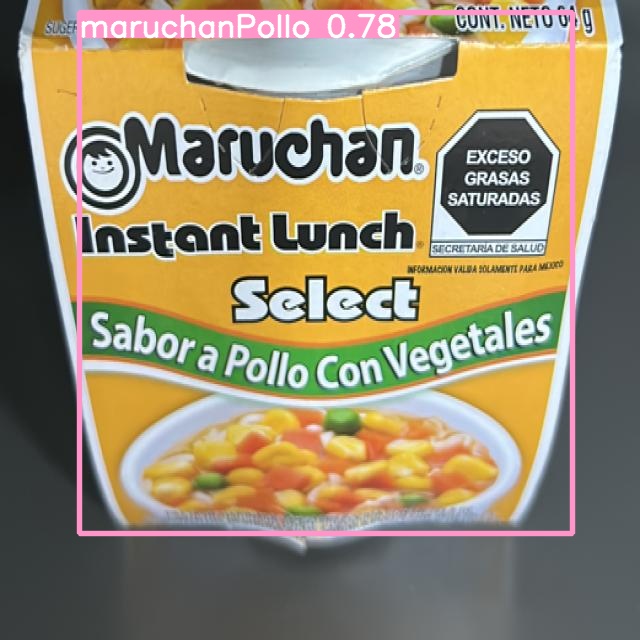 maruchanPollo 0.78
CONT. NETO 64 g
Maruchan®
EXCESO
GRASAS
SATURADAS
SECRETARÍA DE SALUD
Instant Lunch®
INFORMACION VALIDA SOLAMENTE PARA MEXICO
Select
Sabor a Pollo Con Vegetales